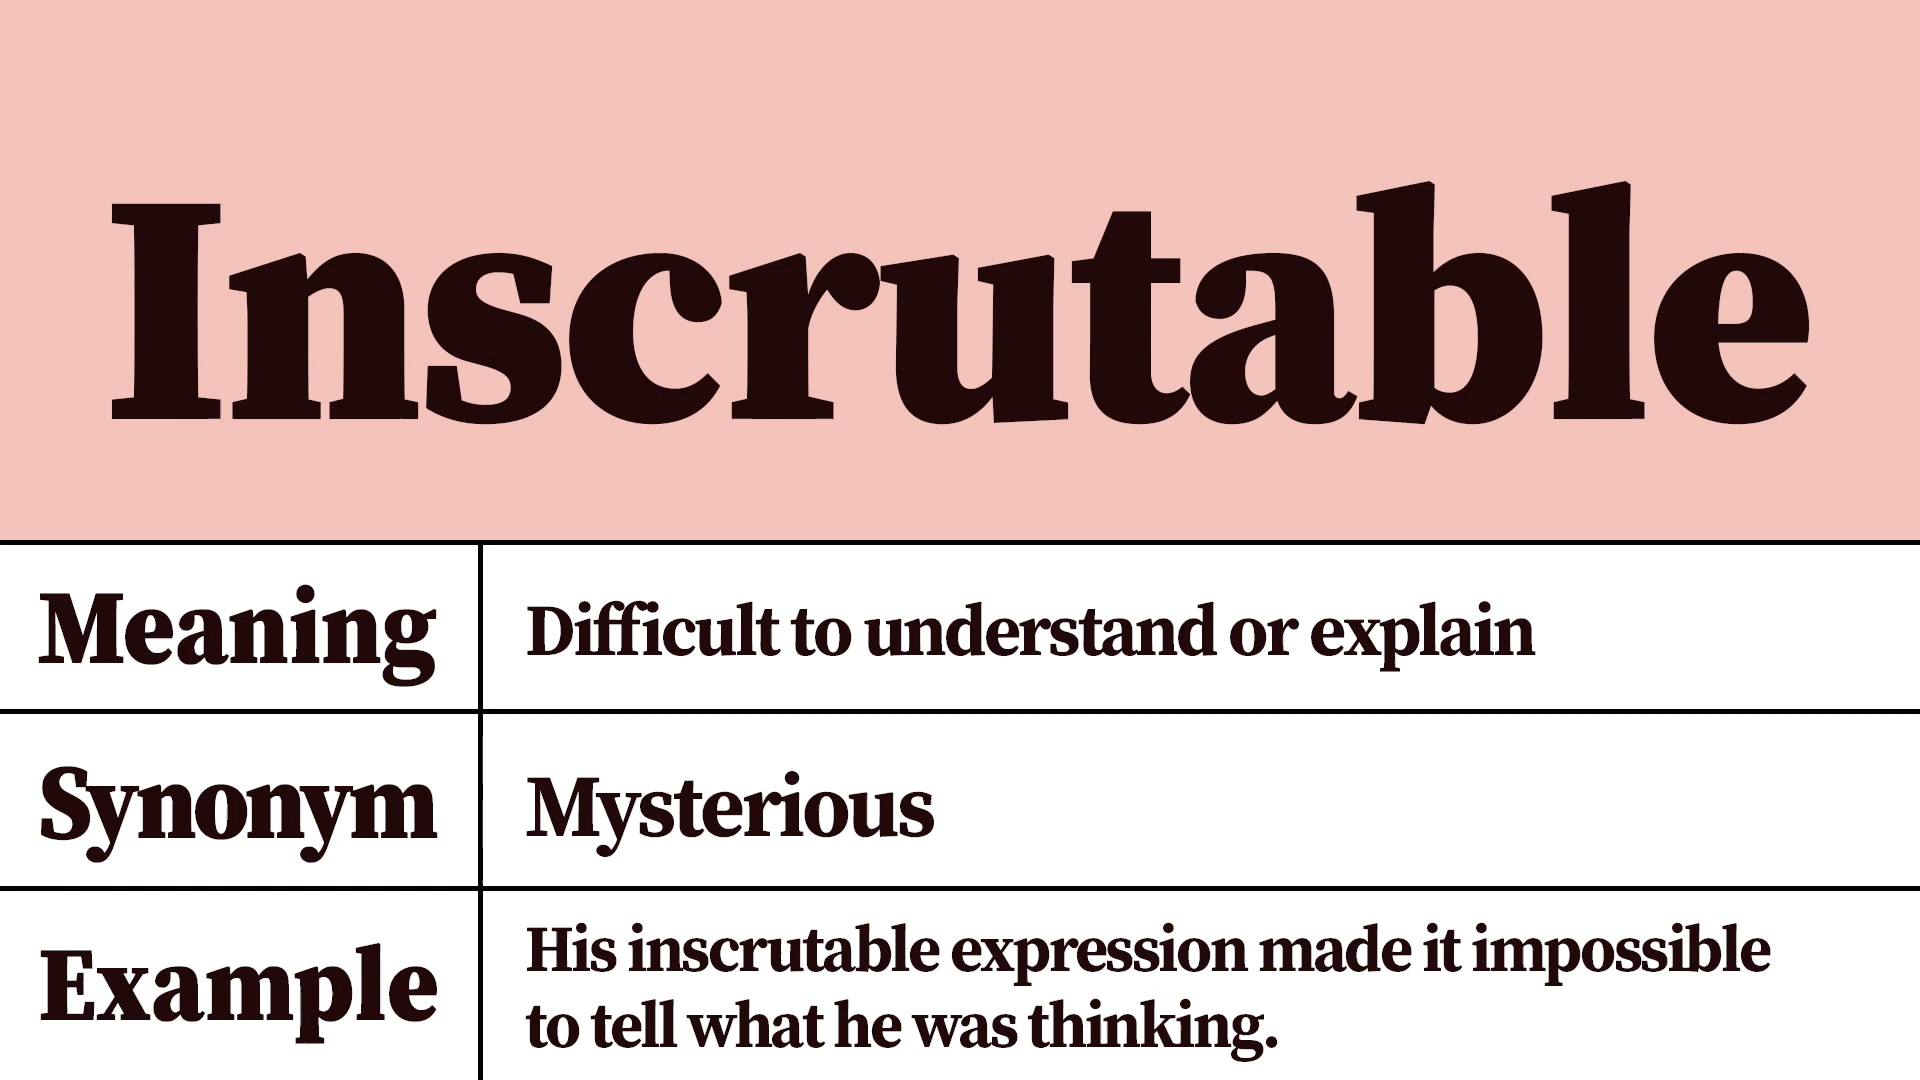 Inscrutable
Meaning
Difficult to understand or explain
Synonym
Mysterious
Example
His inscrutable expression made it impossible
to tell what he was thinking.